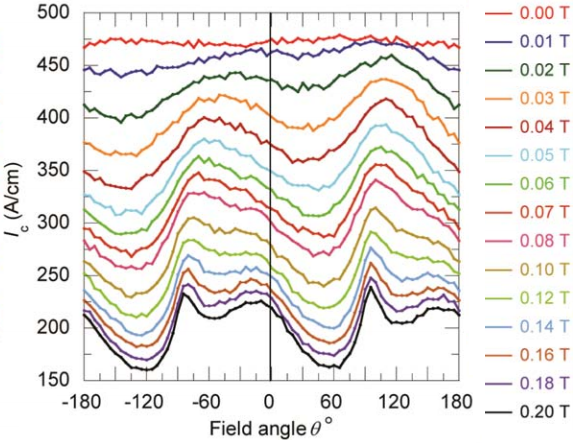 500
450
400
350
300
250
200
150
I_c (A/cm)
-180 -120 -60 0 60 120 180
Field angle θ°
0.00 T
0.01 T
0.02 T
0.03 T
0.04 T
0.05 T
0.06 T
0.07 T
0.08 T
0.10 T
0.12 T
0.14 T
0.16 T
0.18 T
0.20 T